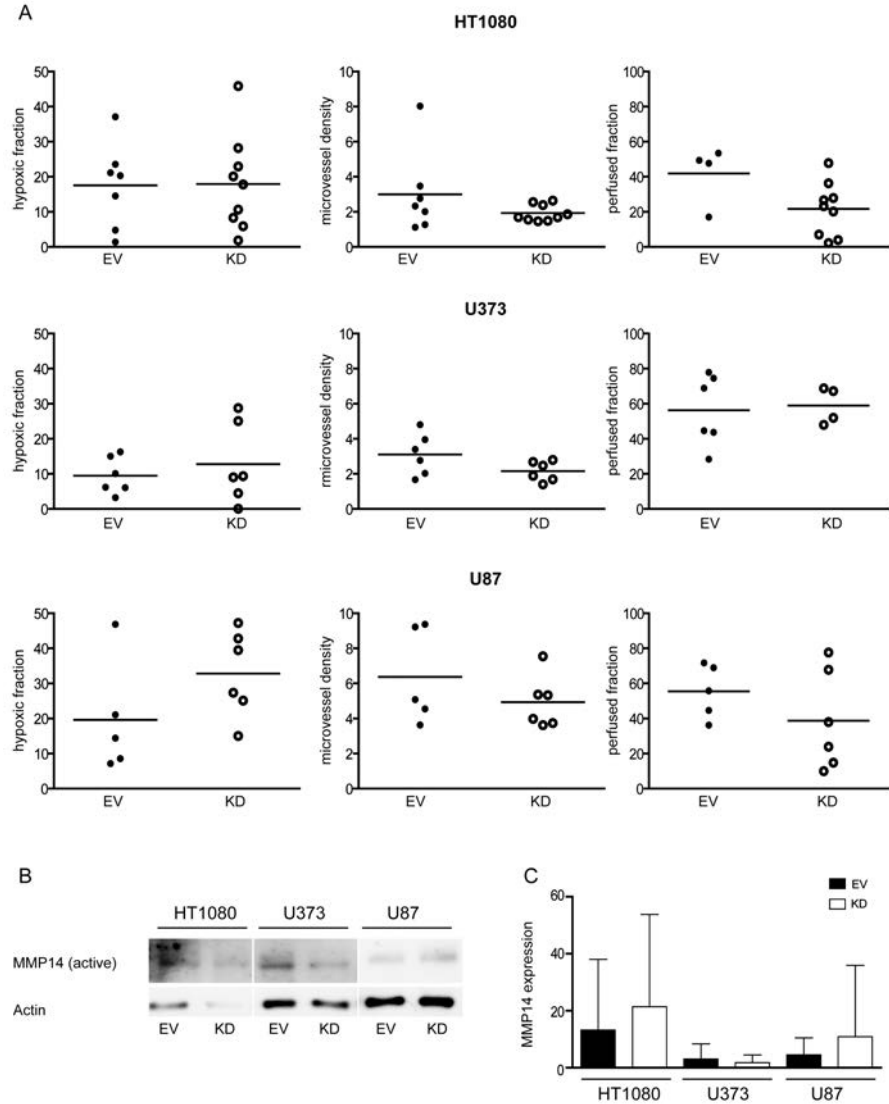 A
HT1080
hypoxic fraction
50
40
30
20
10
0
EV
KD
microvessel density
10
8
6
4
2
0
EV
KD
perfused fraction
100
80
60
40
20
0
EV
KD
U373
hypoxic fraction
50
40
30
20
10
0
EV
KD
rmicrovessel density
10
8
6
4
2
0
EV
KD
perfused fraction
100
80
60
40
20
0
EV
KD
U87
hypoxic fraction
50
40
30
20
10
0
EV
KD
microvessel density
10
8
6
4
2
0
EV
KD
perfused fraction
100
80
60
40
20
0
EV
KD
B
HT1080 U373 U87
MMP14 (active)
Actin
EV KD EV KD EV KD
C
EV
KD
MMP14 expression
60
40
20
0
HT1080 U373 U87